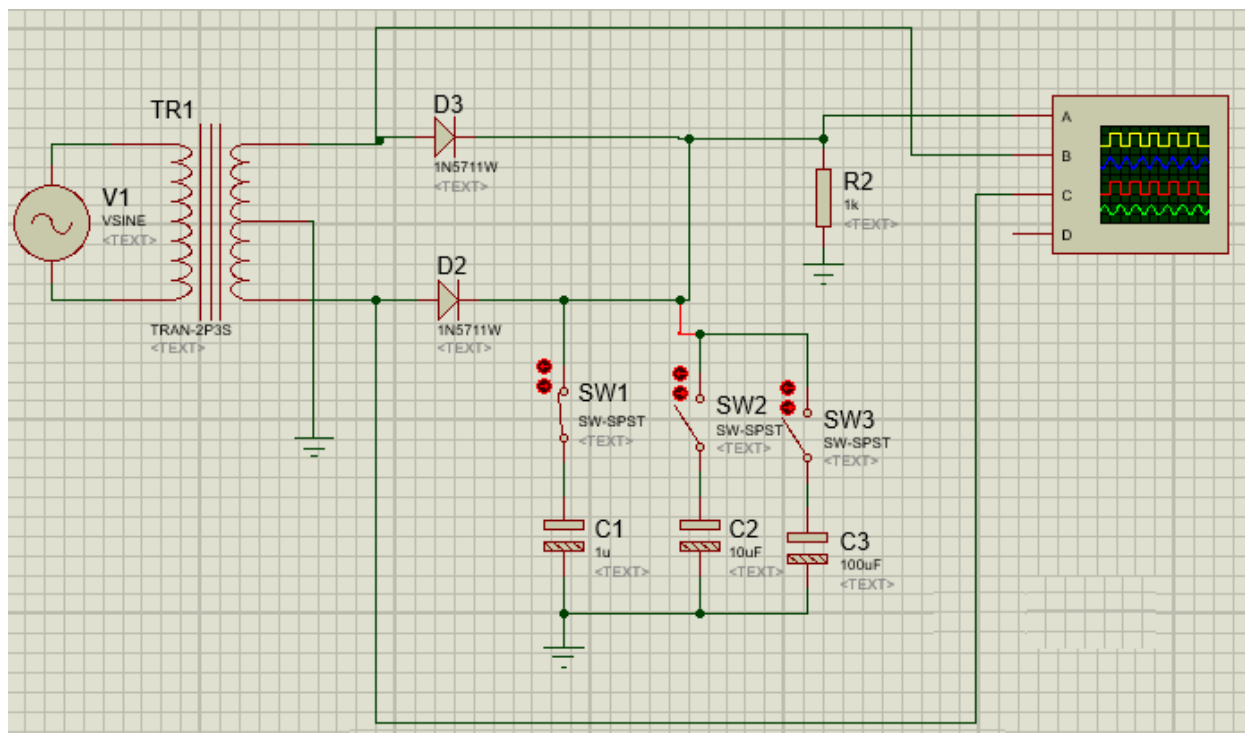 TR1
V1
VSINE
<TEXT>
TRAN-2P3S
<TEXT>
D3
1N5711W
<TEXT>
D2
1N5711W
<TEXT>
R2
1k
<TEXT>
A
B
C
D
SW1
SW-SPST
<TEXT>
SW2
SW-SPST
<TEXT>
SW3
SW-SPST
<TEXT>
C1
1u
<TEXT>
C2
10uF
<TEXT>
C3
100uF
<TEXT>